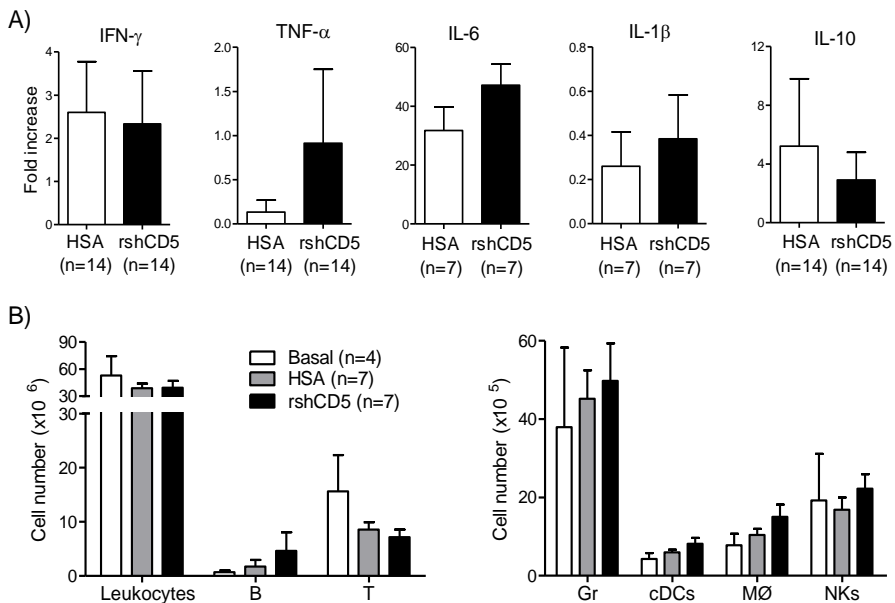 A)
IFN-γ
TNF-α
IL-6
IL-1β
IL-10
Fold increase
4
3
2
1
0
HSA
(n=14)
rshCD5
(n=14)
2.0
1.5
1.0
0.5
0.0
HSA
(n=14)
rshCD5
(n=14)
60
40
20
0
HSA
(n=7)
rshCD5
(n=7)
0.8
0.6
0.4
0.2
0.0
HSA
(n=7)
rshCD5
(n=7)
12
8
4
0
HSA
(n=14)
rshCD5
(n=14)
B)
Cell number (x10 6)
90
60
30
30
20
10
0
Leukocytes
B
T
Basal (n=4)
HSA (n=7)
rshCD5 (n=7)
Cell number (x10 5)
60
40
20
0
Gr
cDCs
MØ
NKs